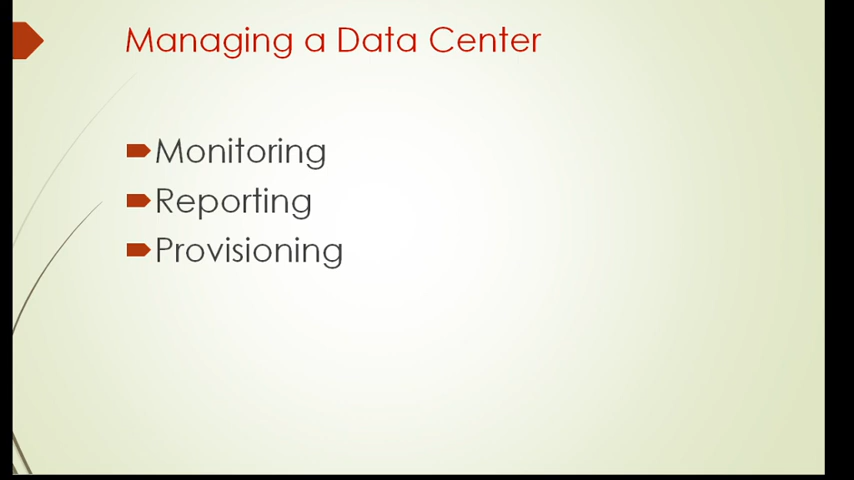 Managing a Data Center
Monitoring
Reporting
Provisioning